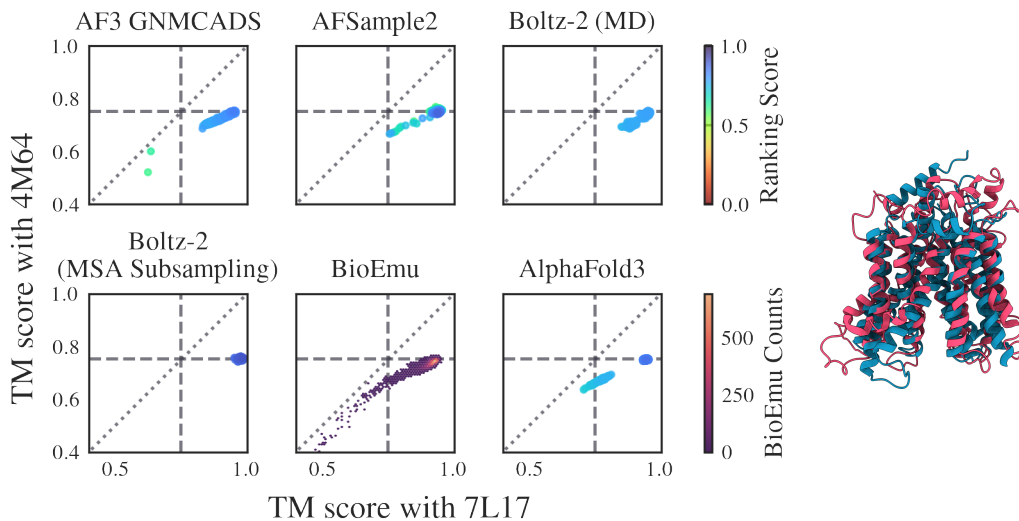 AF3 GNMCADS
AFSample2
Boltz-2 (MD)
1.0
0.8
0.6
0.4
1.0
0.5
0.0
Ranking Score
TM score with 4M64
Boltz-2
(MSA Subsampling)
BioEmu
AlphaFold3
1.0
0.8
0.6
0.4
0.5
1.0
0.5
1.0
0.5
1.0
500
250
0
BioEmu Counts
TM score with 7L17